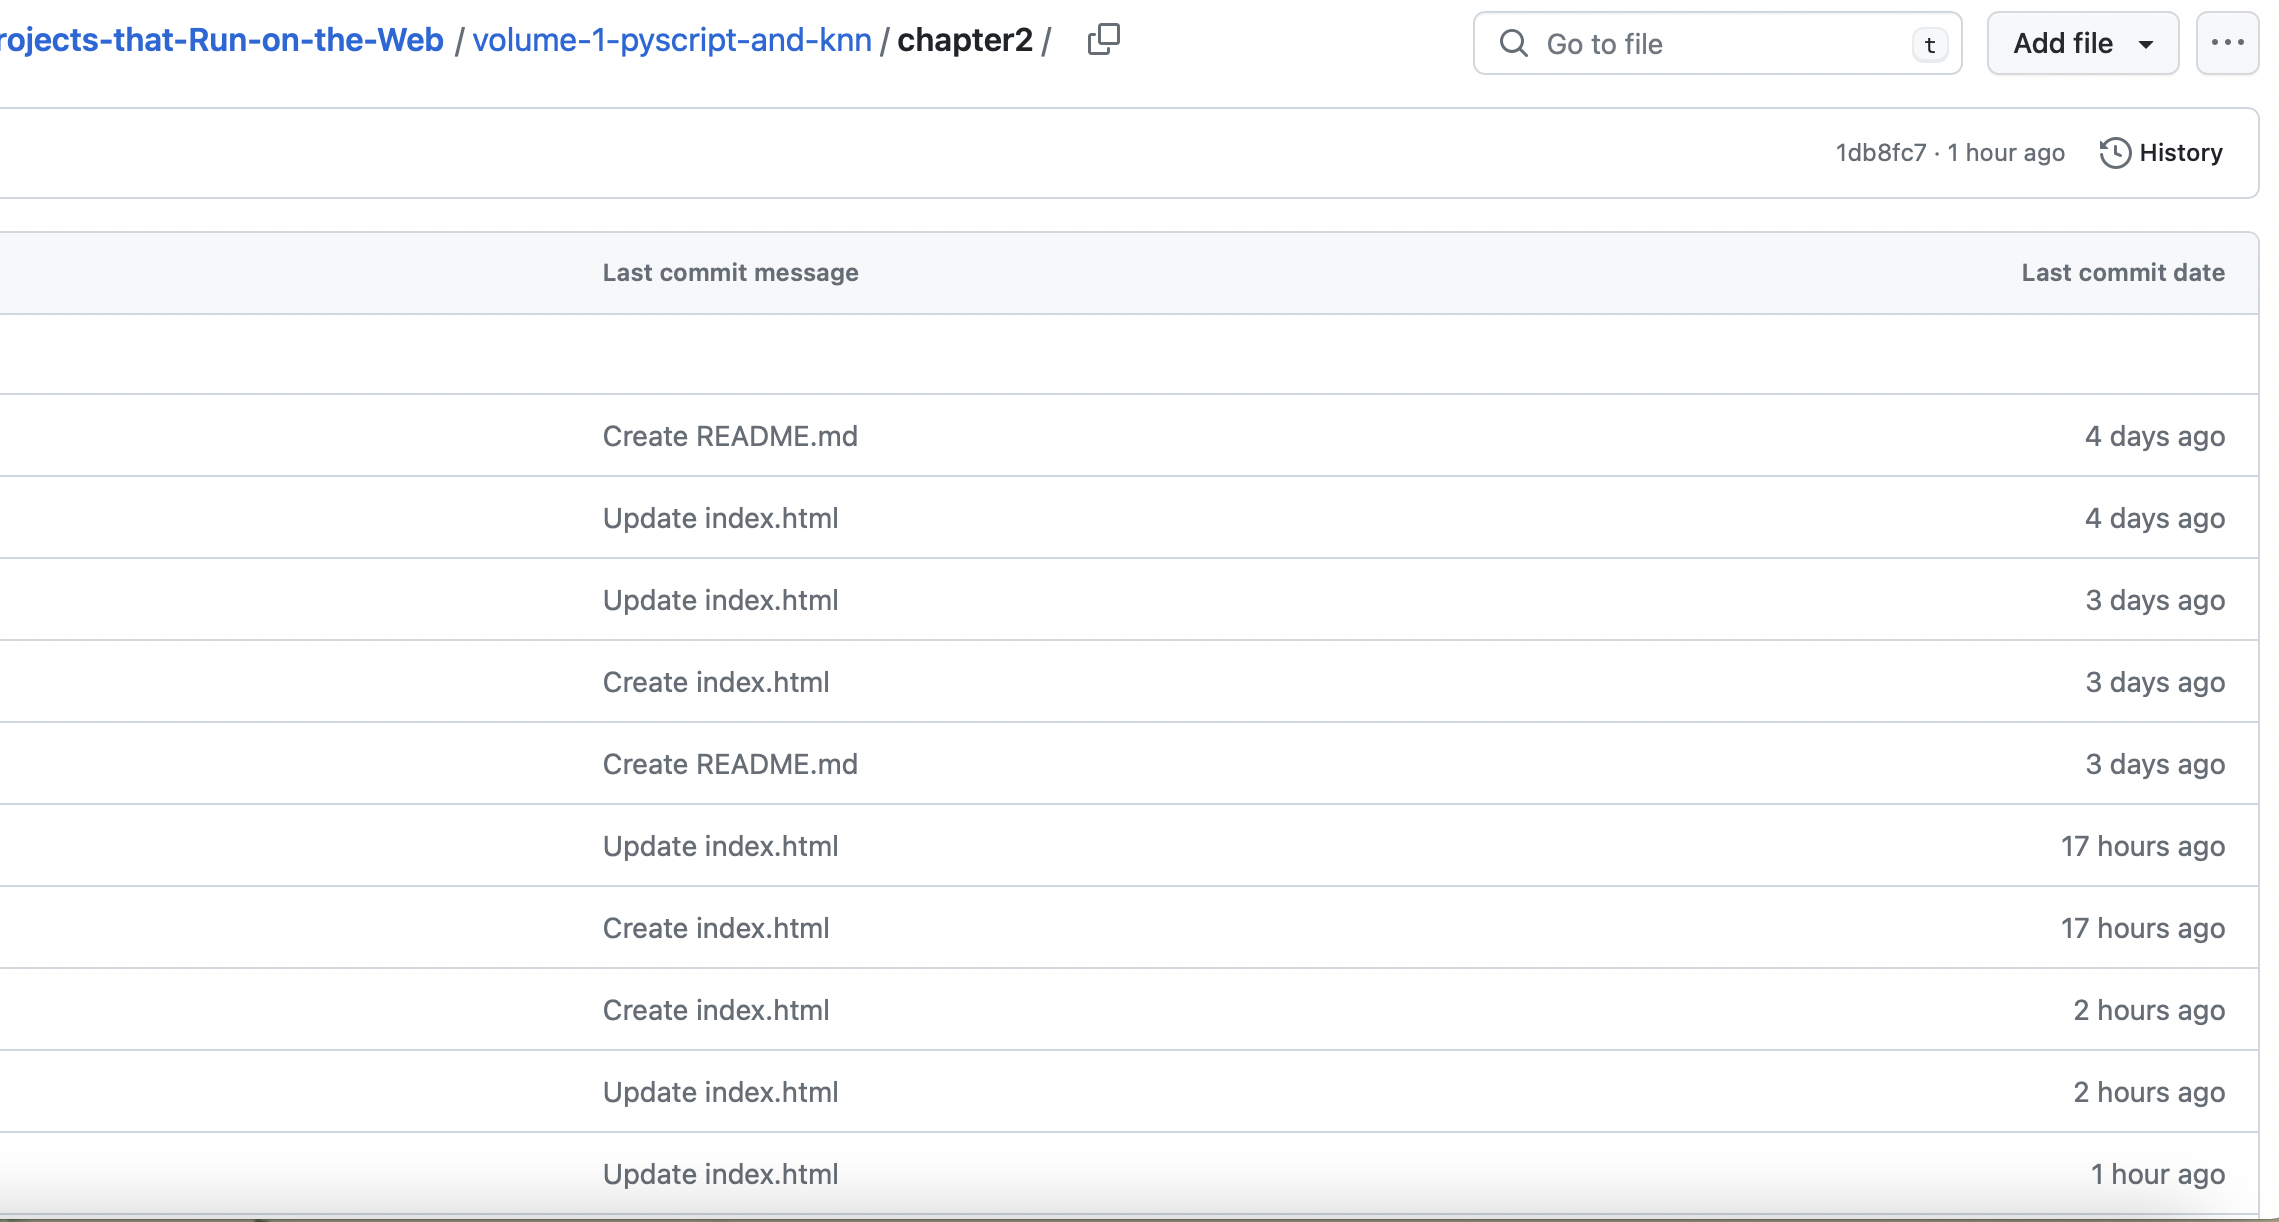 rojects-that-Run-on-the-Web / volume-1-pyscript-and-knn / chapter2 /
Go to file t
Add file
1db8fc7 · 1 hour ago History
Last commit message Last commit date
Create README.md 4 days ago
Update index.html 4 days ago
Update index.html 3 days ago
Create index.html 3 days ago
Create README.md 3 days ago
Update index.html 17 hours ago
Create index.html 17 hours ago
Create index.html 2 hours ago
Update index.html 2 hours ago
Update index.html 1 hour ago